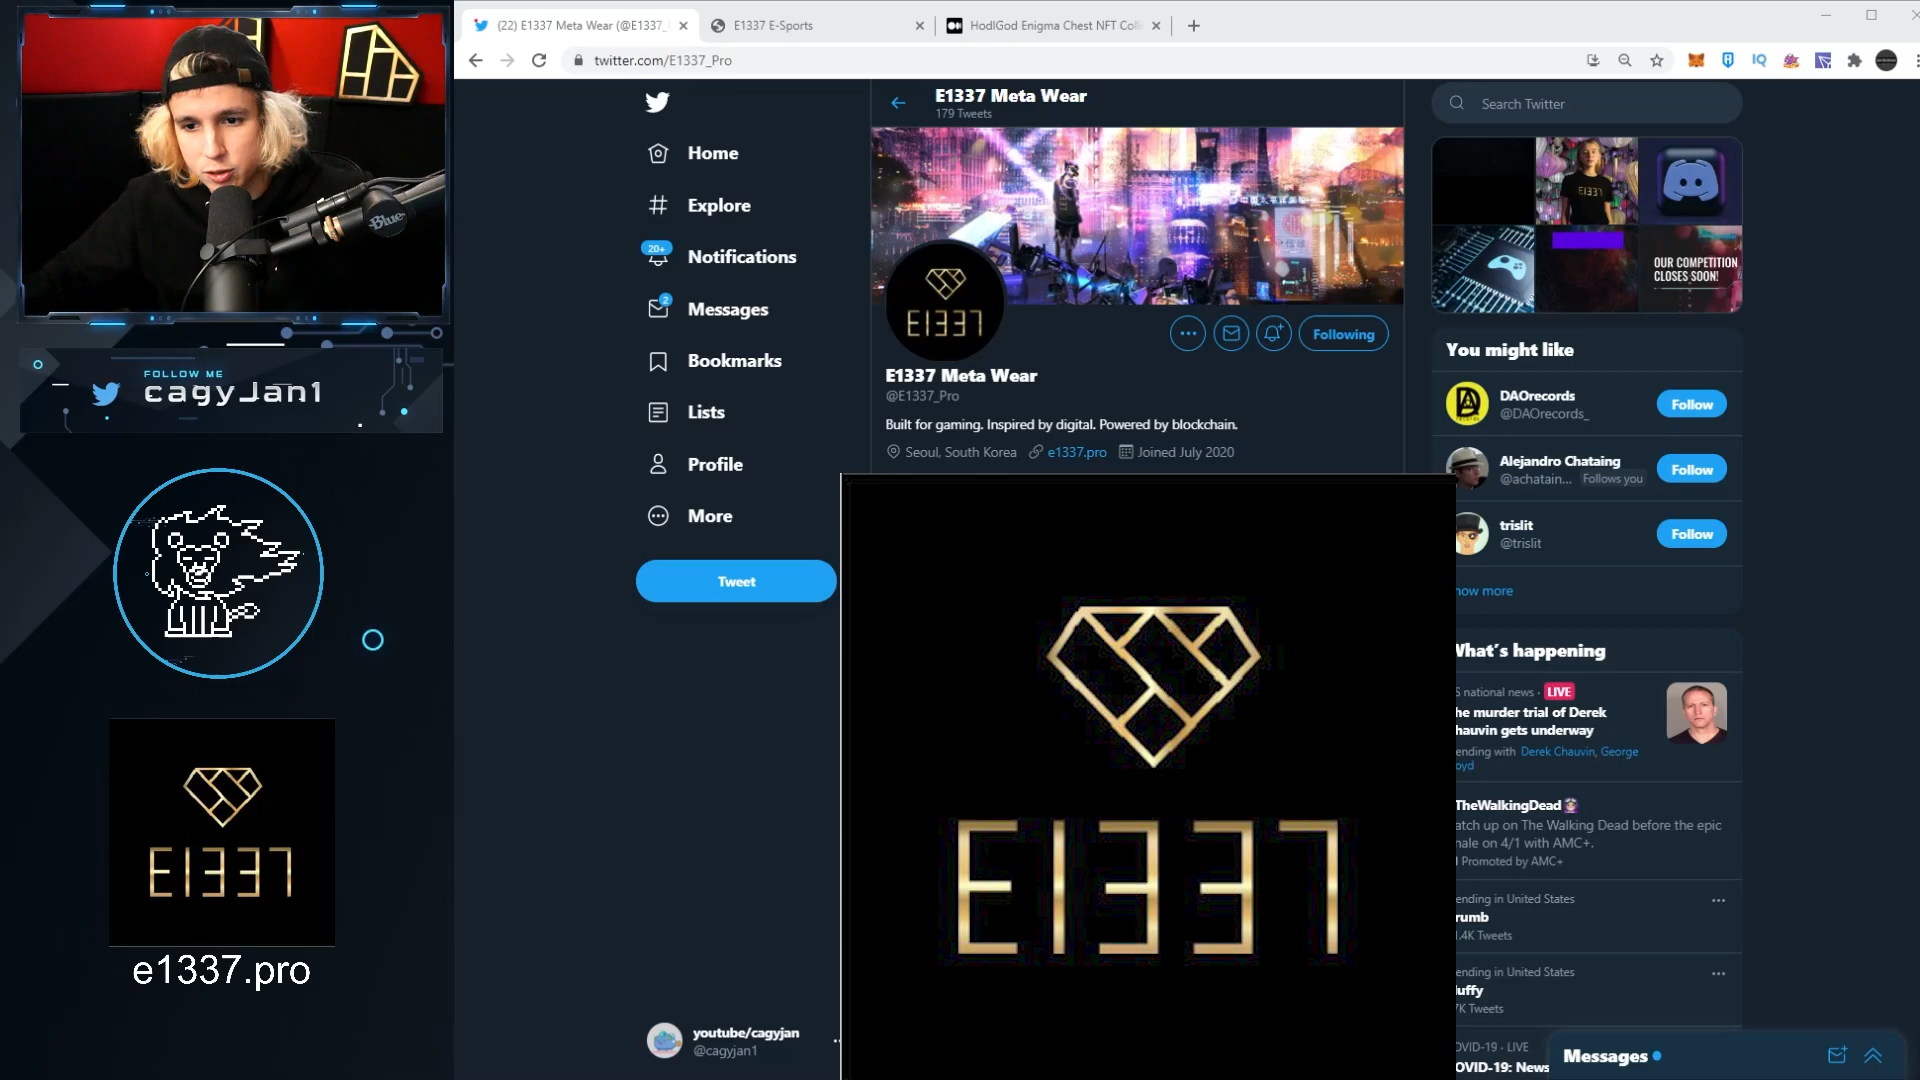 (22) E1337 Meta Wear (@E1337_
E1337 E-Sports
HodlGod Enigma Chest NFT Coll
twitter.com/E1337_Pro
IQ
Blue
FOLLOW ME
cagyJan1
E1337
e1337.pro
Home
Explore
20+
Notifications
2
Messages
Bookmarks
Lists
Profile
More
Tweet
youtube/cagyjan
@cagyjan1
E1337 Meta Wear
179 Tweets
E1337
Following
E1337 Meta Wear
@E1337_Pro
Built for gaming. Inspired by digital. Powered by blockchain.
Seoul, South Korea
e1337.pro
Joined July 2020
E1337
Search Twitter
E1337
OUR COMPETITION
CLOSES SOON!
You might like
DAOrecords
@DAOrecords_
Follow
Alejandro Chataing
@achatain...
Follows you
Follow
trislit
@trislit
Follow
how more
What's happening
S national news · LIVE
he murder trial of Derek
hauvin gets underway
ending with Derek Chauvin, George
oyd
TheWalkingDead
atch up on The Walking Dead before the epic
nale on 4/1 with AMC+.
Promoted by AMC+
ending in United States
rumb
.4K Tweets
ending in United States
luffy
7K Tweets
OVID-19 · LIVE
OVID-19: News
Messages